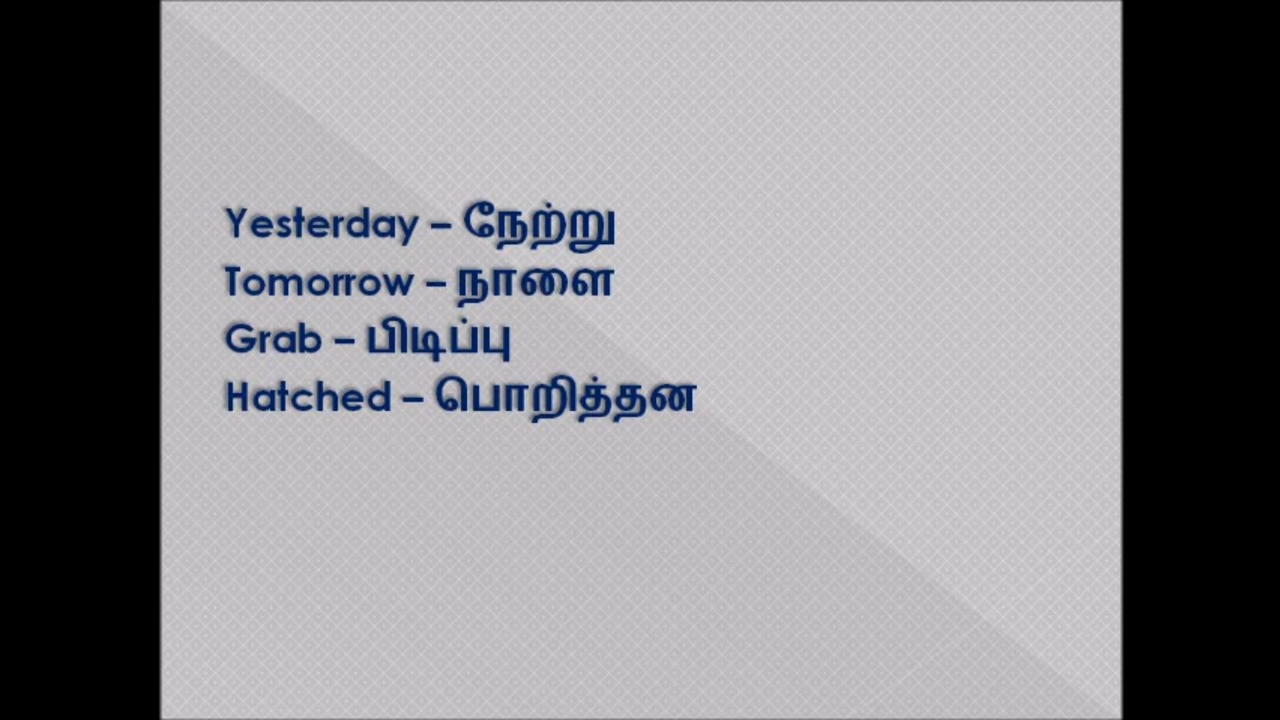 Yesterday – நேற்று
Tomorrow – நாளை
Grab – பிடிப்பு
Hatched – பொறித்தன